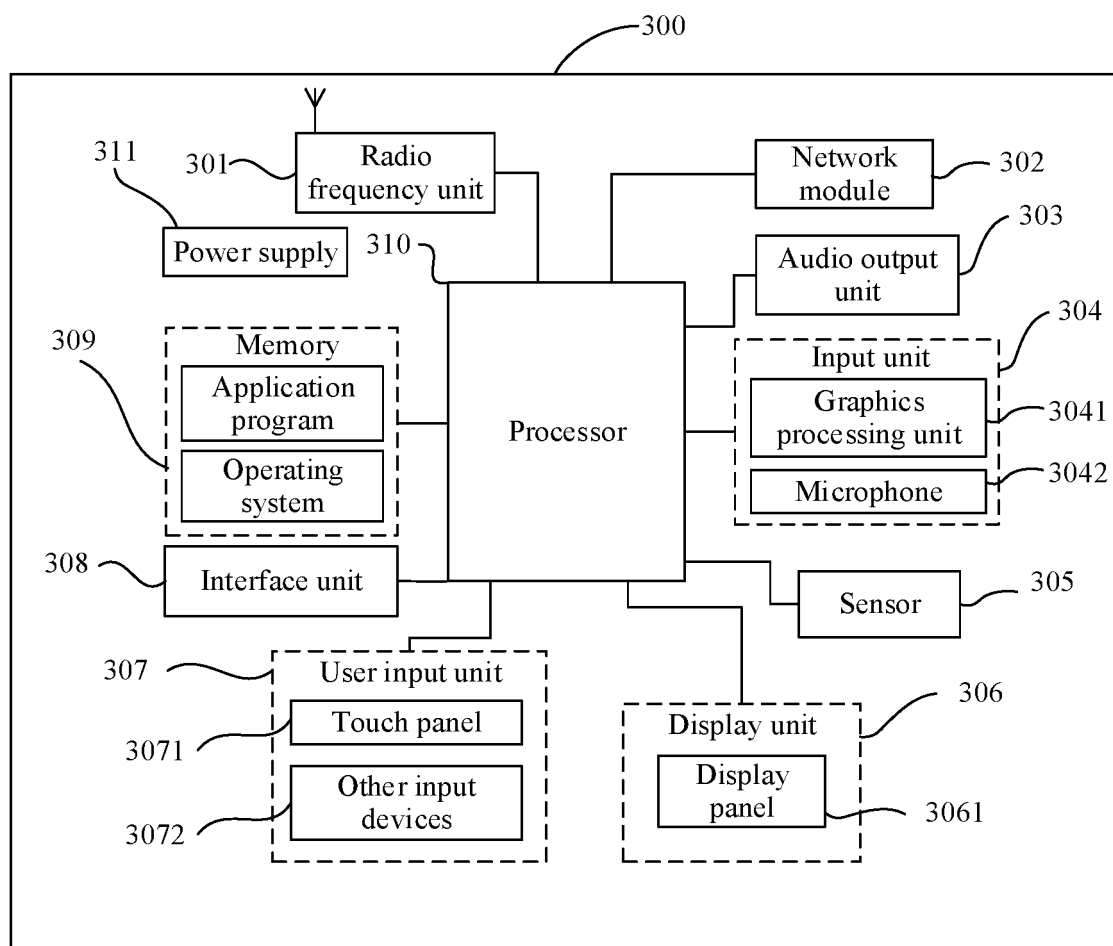 300
311
301
Radio
frequency unit
Network
module
302
303
Power supply
310
Audio output
unit
304
309
Memory
Application
program
Operating
system
Processor
Input unit
Graphics
processing unit
3041
3042
Microphone
308
Interface unit
305
Sensor
307
User input unit
Touch panel
3071
Other input
devices
3072
306
Display unit
Display
panel
3061